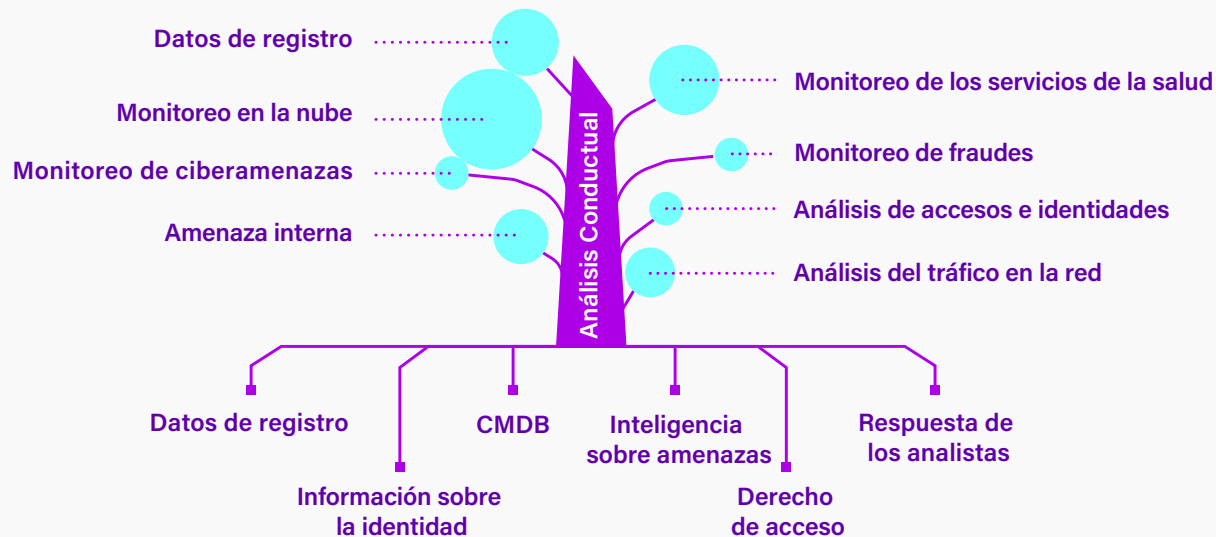 Datos de registro
Monitoreo en la nube
Monitoreo de ciberamenazas
Amenaza interna
Análisis Conductual
Monitoreo de los servicios de la salud
Monitoreo de fraudes
Análisis de accesos e identidades
Análisis del tráfico en la red
Datos de registro
Información sobre
la identidad
CMDB
Inteligencia
sobre amenazas
Derecho
de acceso
Respuesta de
los analistas